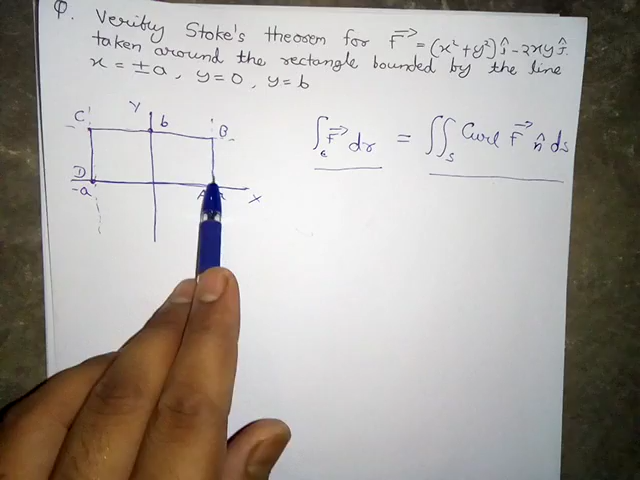 Q. Verify Stoke's theorem for F⃗ = (x² + y²) î - 2xy ĵ.
taken around the rectangle bounded by the line
x = ±a , y = 0 , y = b
C Y b B
D -a A X
∫c F⃗ dr = ∬s Curl F⃗ n̂ ds